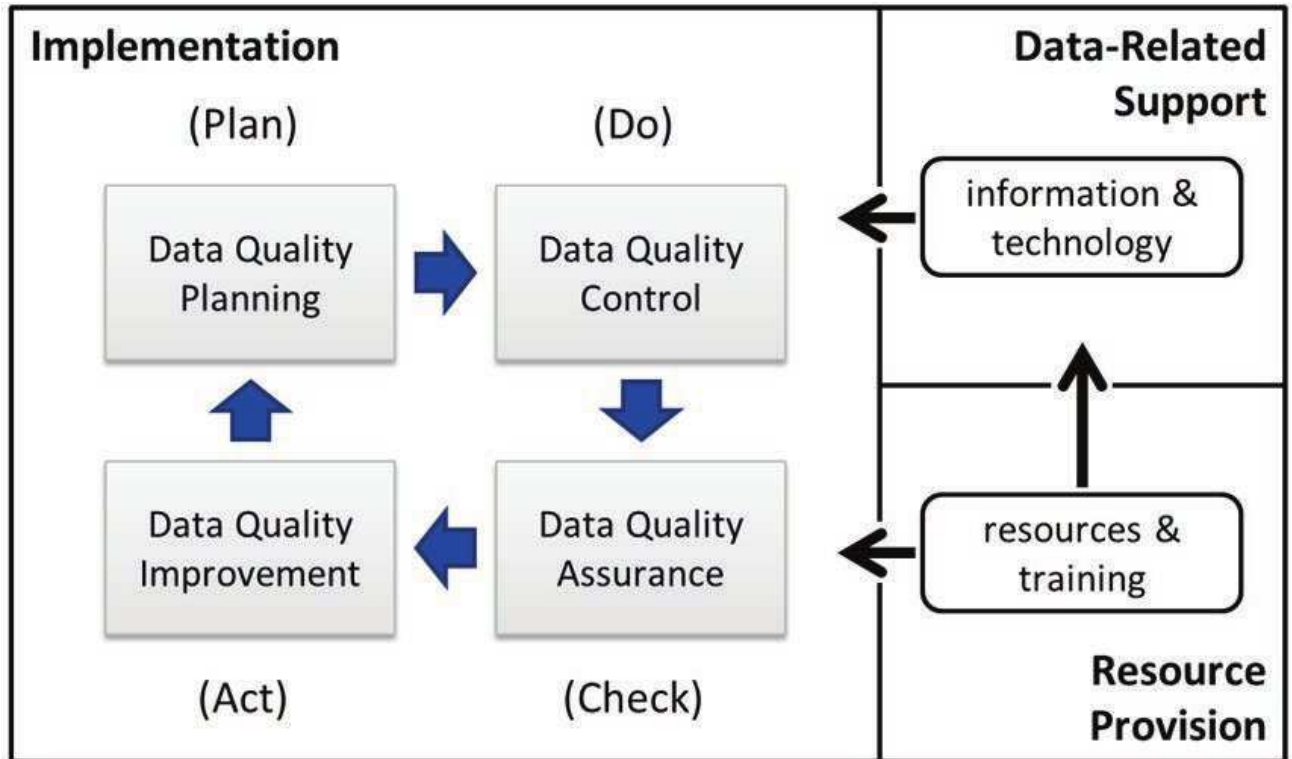 Implementation
(Plan)
(Do)
Data Quality
Planning
Data Quality
Control
Data Quality
Improvement
Data Quality
Assurance
(Act)
(Check)
Data-Related
Support
information &
technology
resources &
training
Resource
Provision